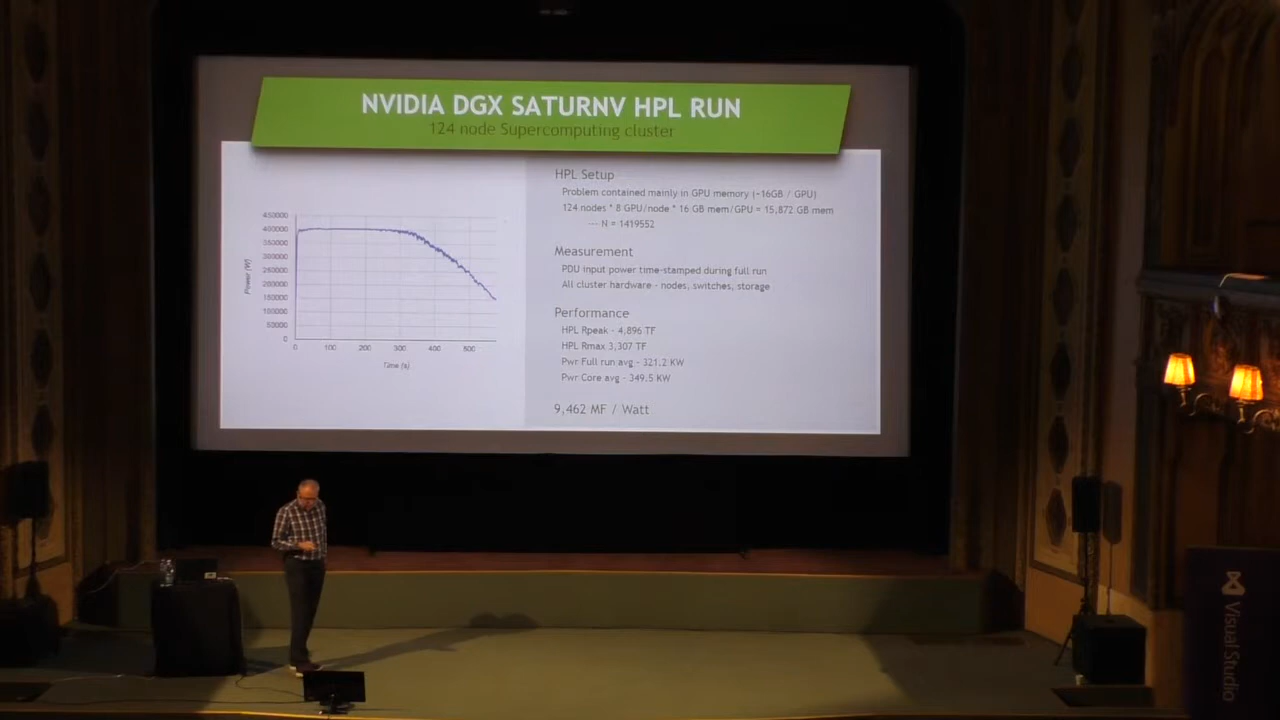 NVIDIA DGX SATURNV HPL RUN
124 node Supercomputing cluster
HPL Setup
Problem contained mainly in GPU memory (~16GB / GPU)
124 nodes * 8 GPU/node * 16 GB mem/GPU = 15,872 GB mem
--- N = 1419552
Measurement
PDU input power time-stamped during full run
All cluster hardware - nodes, switches, storage
Performance
HPL Rpeak - 4,896 TF
HPL Rmax 3,307 TF
Pwr Full run avg - 321.2 KW
Pwr Core avg - 349.5 KW
9,462 MF / Watt
450000
400000
350000
300000
250000
200000
150000
100000
50000
0
Power (W)
0 100 200 300 400 500
Time (s)
Visual Studio